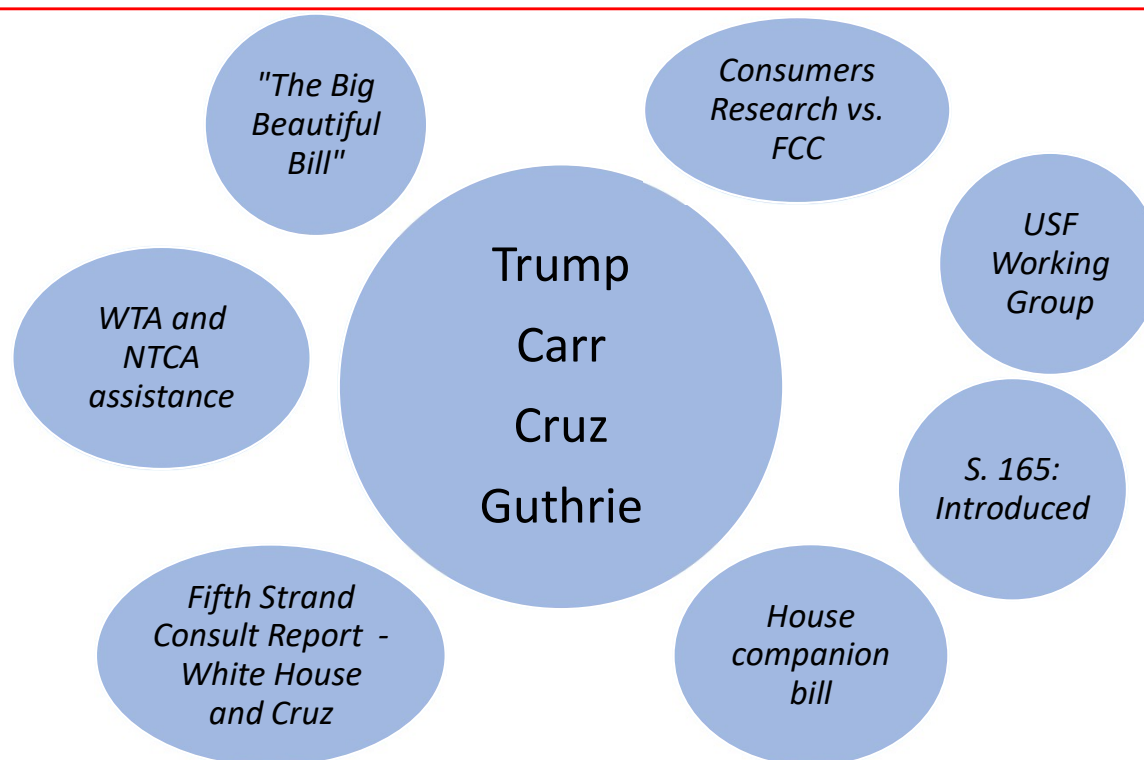 "The Big
Beautiful
Bill"
Consumers
Research vs.
FCC
USF
Working
Group
WTA and
NTCA
assistance
Trump
Carr
Cruz
Guthrie
S. 165:
Introduced
Fifth Strand
Consult Report -
White House
and Cruz
House
companion
bill